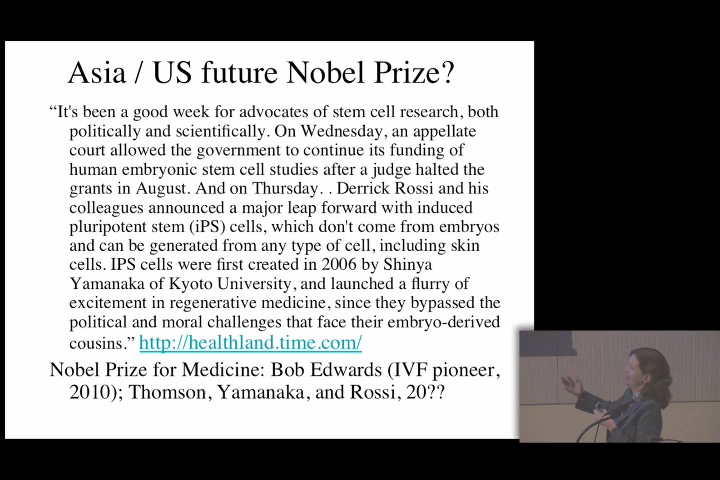 Asia / US future Nobel Prize?
“It's been a good week for advocates of stem cell research, both
politically and scientifically. On Wednesday, an appellate
court allowed the government to continue its funding of
human embryonic stem cell studies after a judge halted the
grants in August. And on Thursday. . Derrick Rossi and his
colleagues announced a major leap forward with induced
pluripotent stem (iPS) cells, which don't come from embryos
and can be generated from any type of cell, including skin
cells. IPS cells were first created in 2006 by Shinya
Yamanaka of Kyoto University, and launched a flurry of
excitement in regenerative medicine, since they bypassed the
political and moral challenges that face their embryo-derived
cousins.” http://healthland.time.com/
Nobel Prize for Medicine: Bob Edwards (IVF pioneer,
2010); Thomson, Yamanaka, and Rossi, 20??